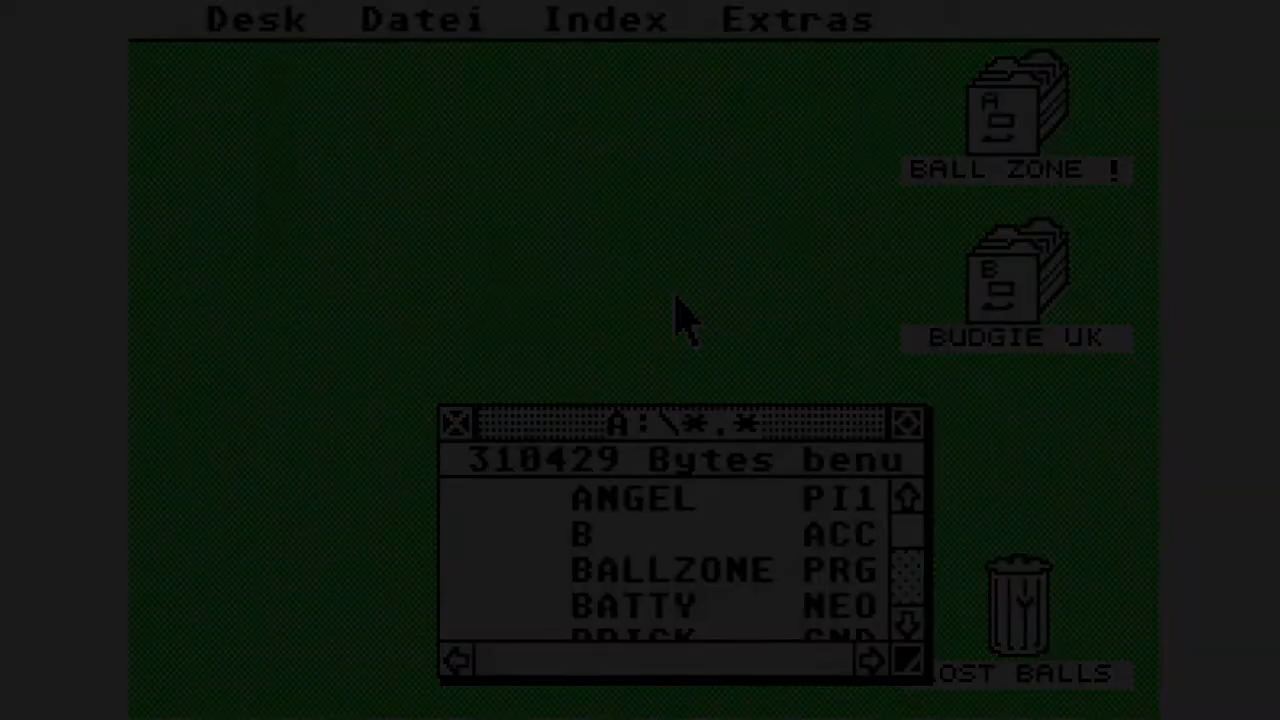 Desk Datei Index Extras
A
BALL ZONE !
B
BUDGIE UK
A:\*.*
310429 Bytes benu
ANGEL PI1
B ACC
BALLZONE PRG
BATTY NEO
OST BALLS